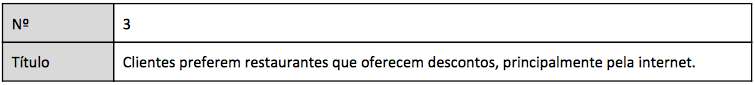 Nº 3
Título Clientes preferem restaurantes que oferecem descontos, principalmente pela internet.